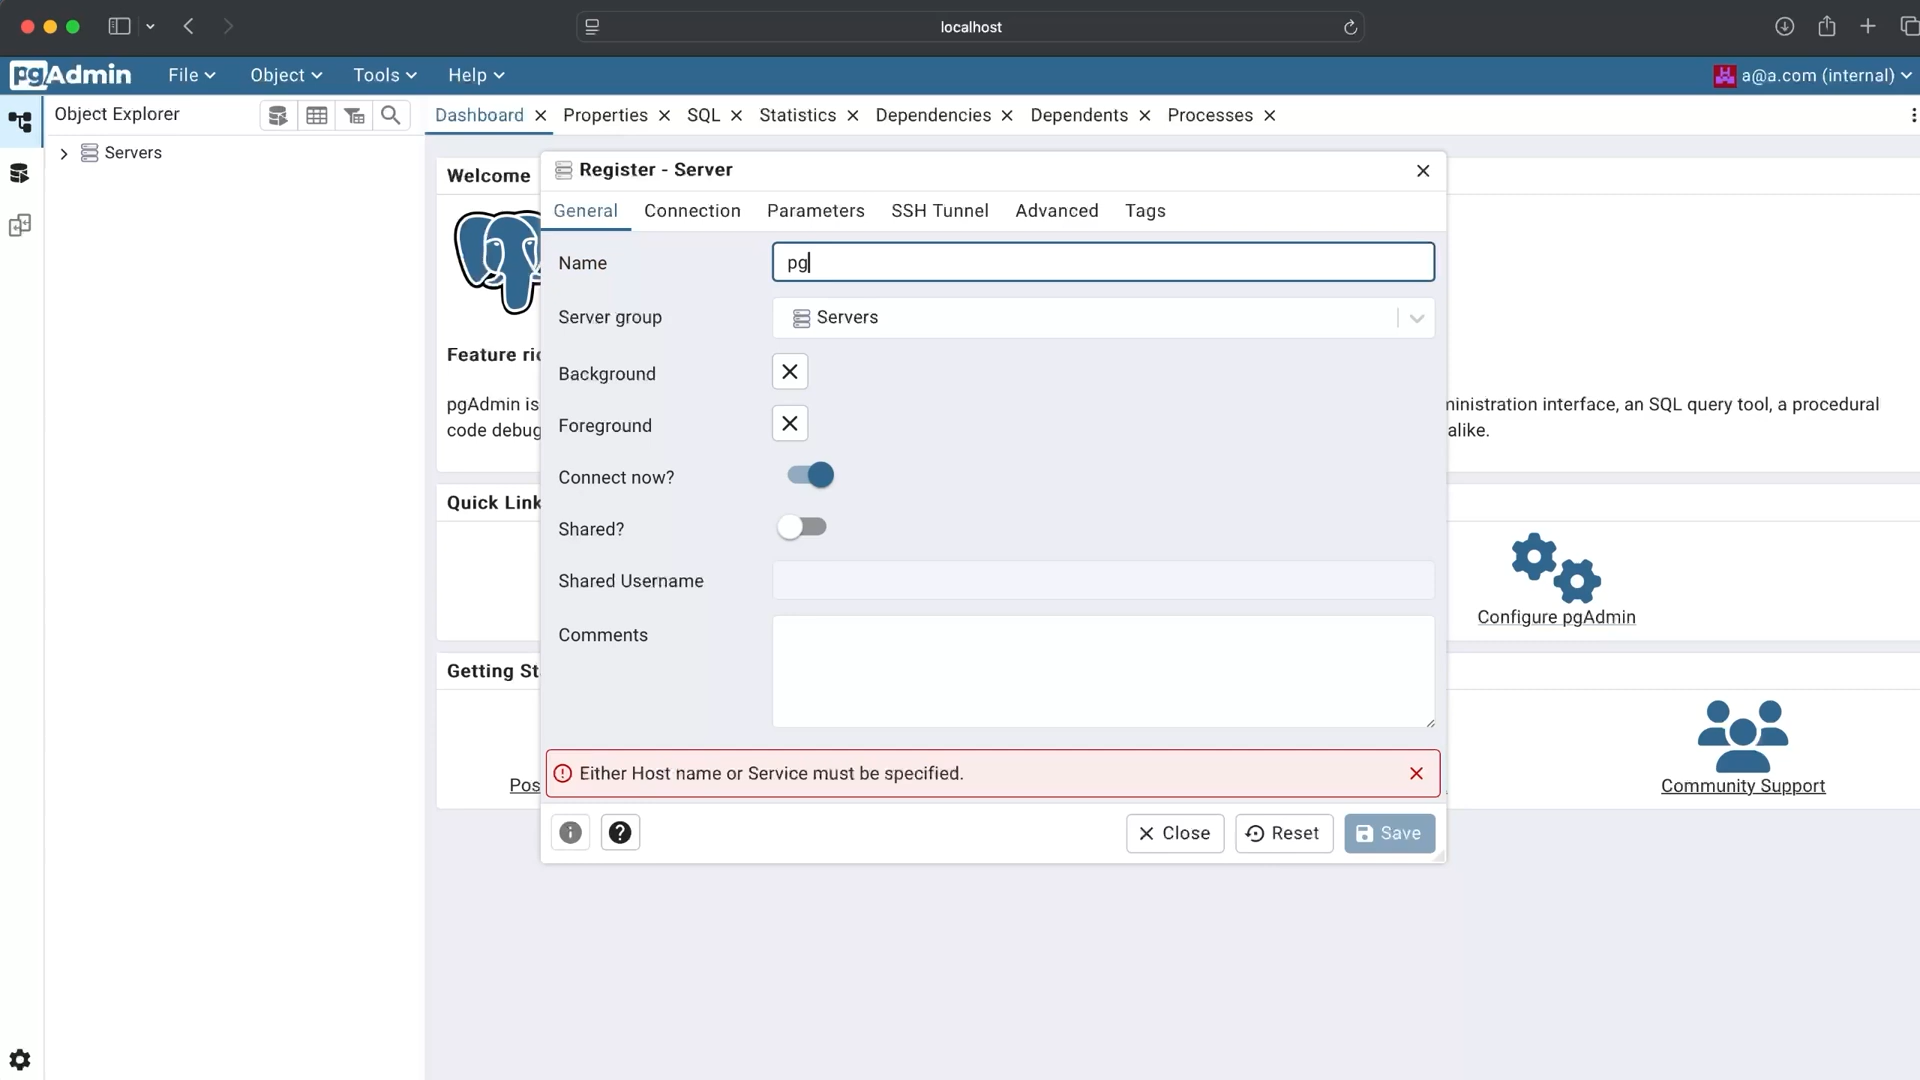 localhost
pgAdmin File Object Tools Help a@a.com (internal)
Object Explorer
Dashboard Properties SQL Statistics Dependencies Dependents Processes
Servers
Welcome
Register - Server
General Connection Parameters SSH Tunnel Advanced Tags
Name pg
Server group Servers
Feature ric
Background
pgAdmin is
ministration interface, an SQL query tool, a procedural
code debug
alike.
Foreground
Connect now?
Quick Link
Shared?
Shared Username
Configure pgAdmin
Comments
Getting St
Either Host name or Service must be specified.
Pos
Community Support
Close Reset Save